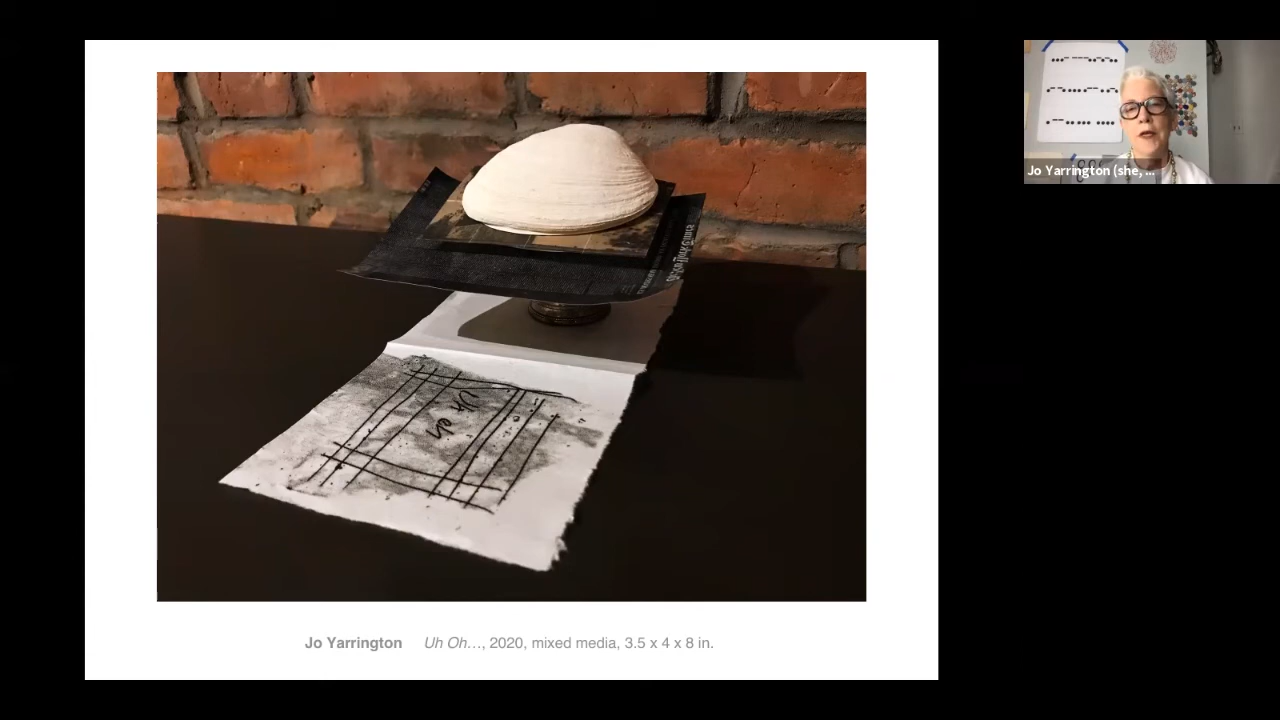 uh oh
Jo Yarrington Uh Oh..., 2020, mixed media, 3.5 x 4 x 8 in.
Jo Yarrington (she, ...